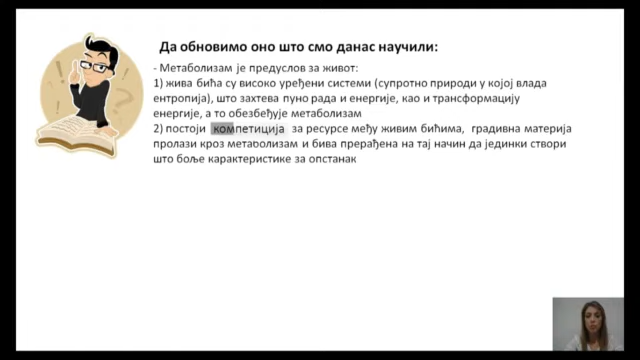 Да обновимо оно што смо данас научили:
- Метаболизам је предуслов за живот:
1) жива бића су високо уређени системи (супротно природи у којој влада
ентропија), што захтева пуно рада и енергије, као и трансформацију
енергије, а то обезбеђује метаболизам
2) постоји компетиција за ресурсе међу живим бићима, градивна материја
пролази кроз метаболизам и бива прерађена на тај начин да јединки створи
што боље карактеристике за опстанак